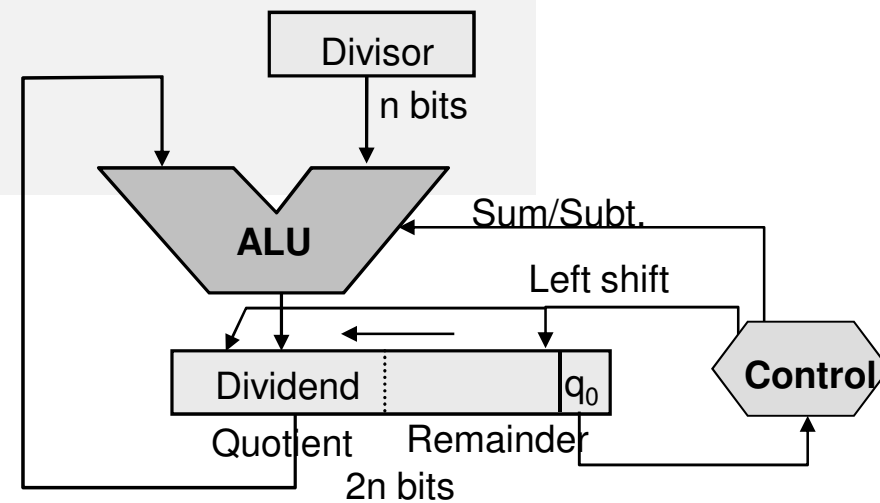 Divisor
n bits
Sum/Subt.
ALU
Left shift
Dividend
q₀
Control
Quotient
Remainder
2n bits